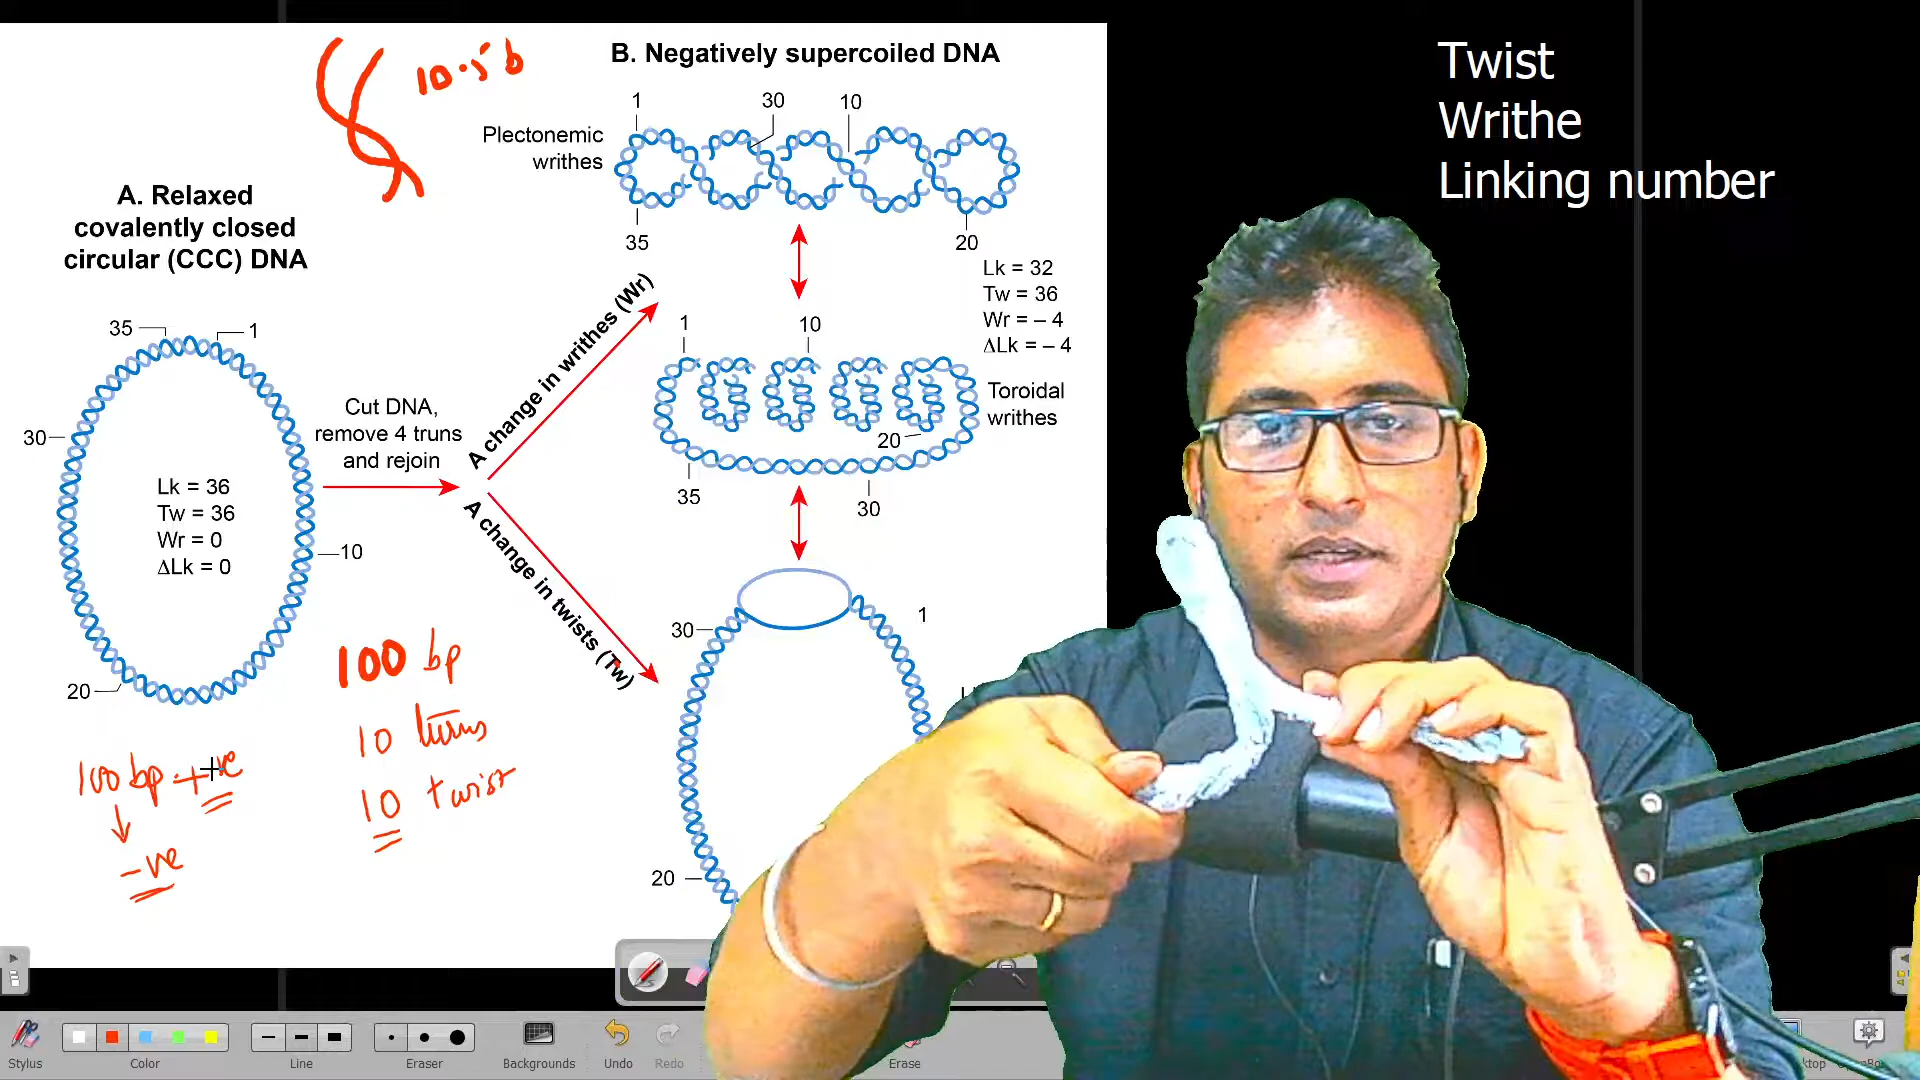 10.5 b
B. Negatively supercoiled DNA
Twist
Writhe
Linking number
1
30
10
Plectonemic
writhes
35
20
A. Relaxed
covalently closed
circular (CCC) DNA
35
1
30
Lk = 36
Tw = 36
Wr = 0
ΔLk = 0
10
20
Cut DNA,
remove 4 truns
and rejoin
A change in writhes (Wr)
A change in twists (Tw)
Lk = 32
Tw = 36
Wr = – 4
ΔLk = – 4
1
10
Toroidal
writhes
20
35
30
1
30
20
100 bp
10 turns
10 twist
100 bp +ve
-ve
Stylus
Color
Line
Eraser
Backgrounds
Undo
Redo
Erase